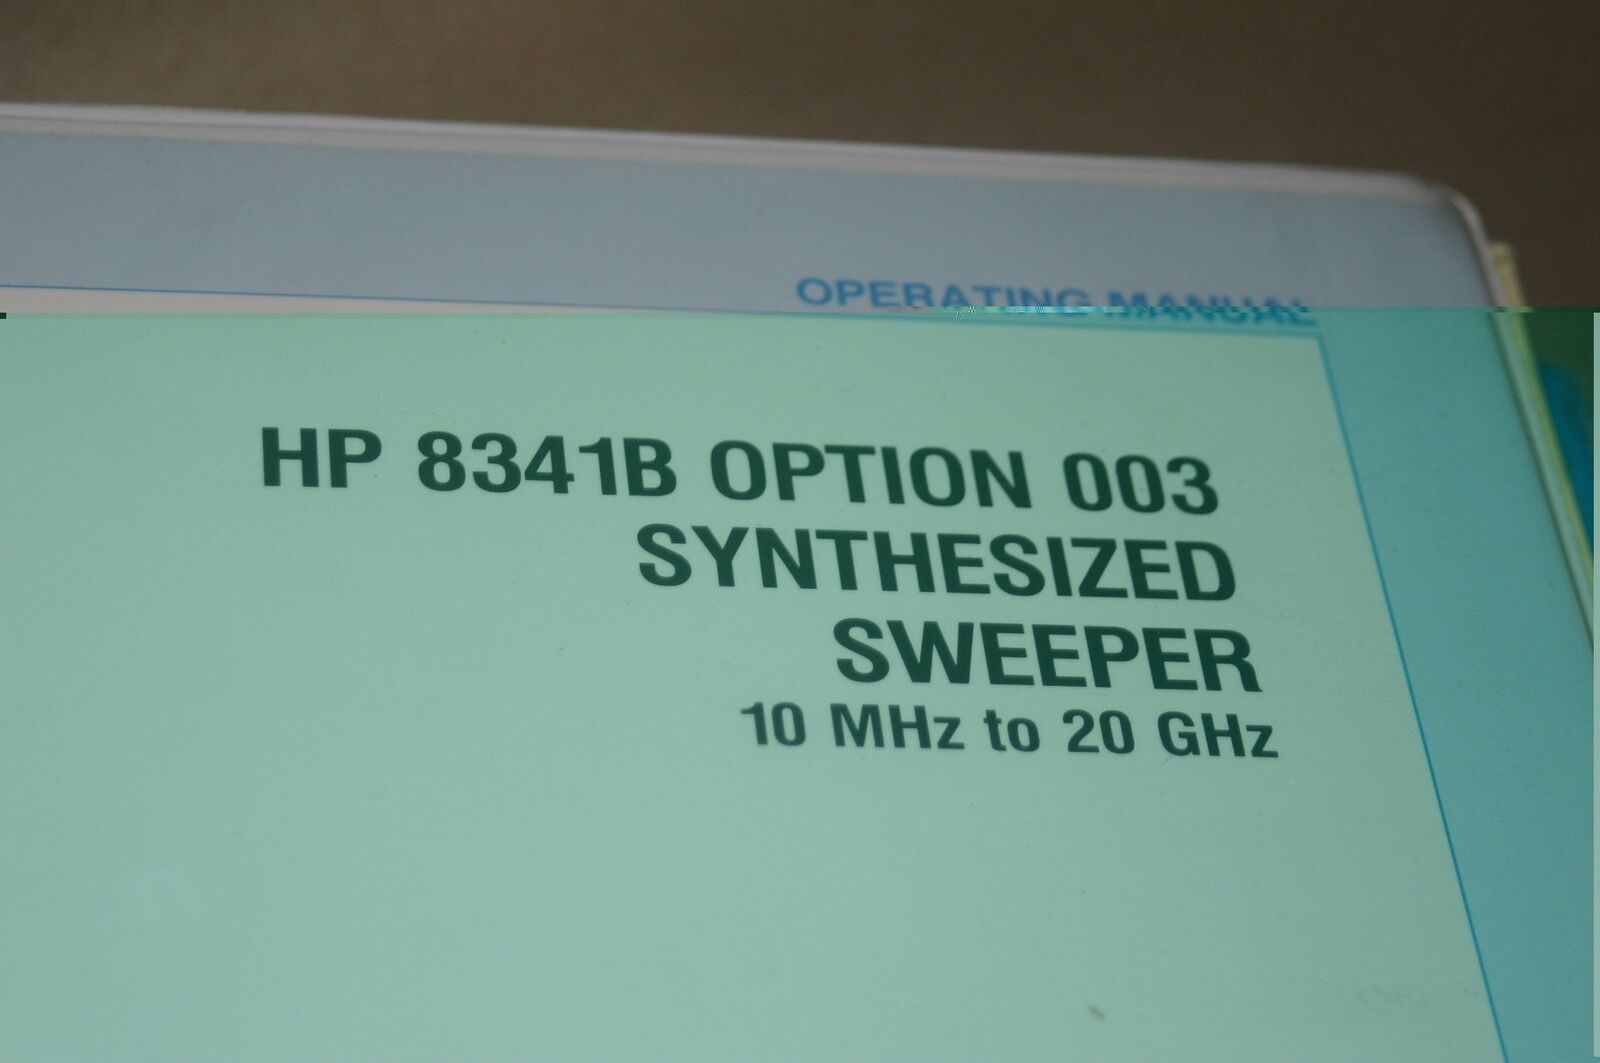 OPERATING MANUAL
HP 8341B OPTION 003
SYNTHESIZED
SWEEPER
10 MHz to 20 GHz